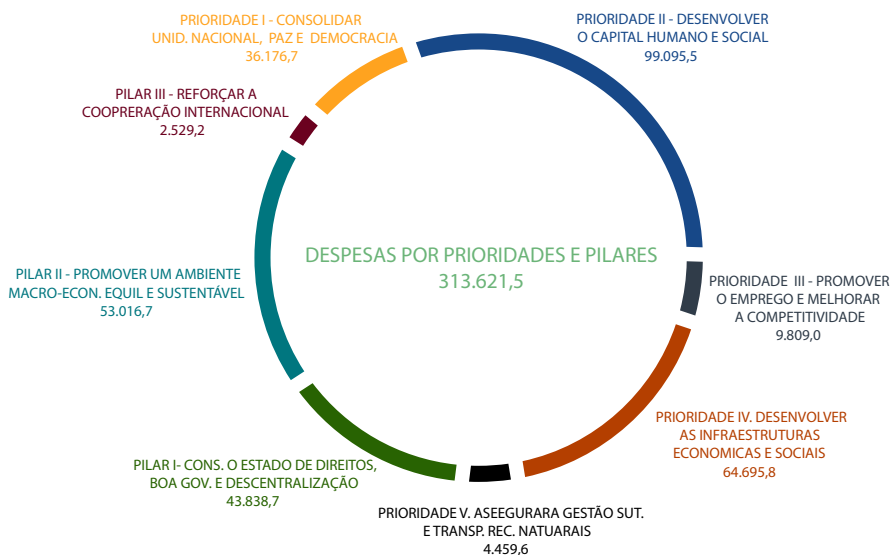 PRIORIDADE I - CONSOLIDAR
UNID. NACIONAL, PAZ E DEMOCRACIA
36.176,7
PRIORIDADE II - DESENVOLVER
O CAPITAL HUMANO E SOCIAL
99.095,5
PILAR III - REFORÇAR A
COOPRERAÇÃO INTERNACIONAL
2.529,2
DESPESAS POR PRIORIDADES E PILARES
313.621,5
PILAR II - PROMOVER UM AMBIENTE
MACRO-ECON. EQUIL E SUSTENTÁVEL
53.016,7
PRIORIDADE III - PROMOVER
O EMPREGO E MELHORAR
A COMPETITIVIDADE
9.809,0
PRIORIDADE IV. DESENVOLVER
AS INFRAESTRUTURAS
ECONOMICAS E SOCIAIS
64.695,8
PILAR I- CONS. O ESTADO DE DIREITOS,
BOA GOV. E DESCENTRALIZAÇÃO
43.838,7
PRIORIDADE V. ASEEGURARA GESTÃO SUT.
E TRANSP. REC. NATUARAIS
4.459,6